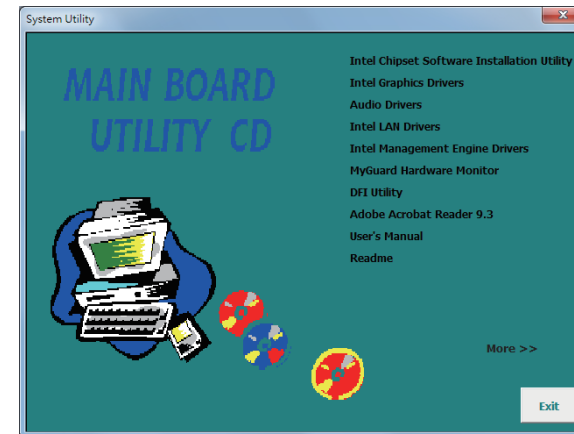 System Utility
MAIN BOARD
UTILITY CD
Intel Chipset Software Installation Utility
Intel Graphics Drivers
Audio Drivers
Intel LAN Drivers
Intel Management Engine Drivers
MyGuard Hardware Monitor
DFI Utility
Adobe Acrobat Reader 9.3
User's Manual
Readme
More >>
Exit